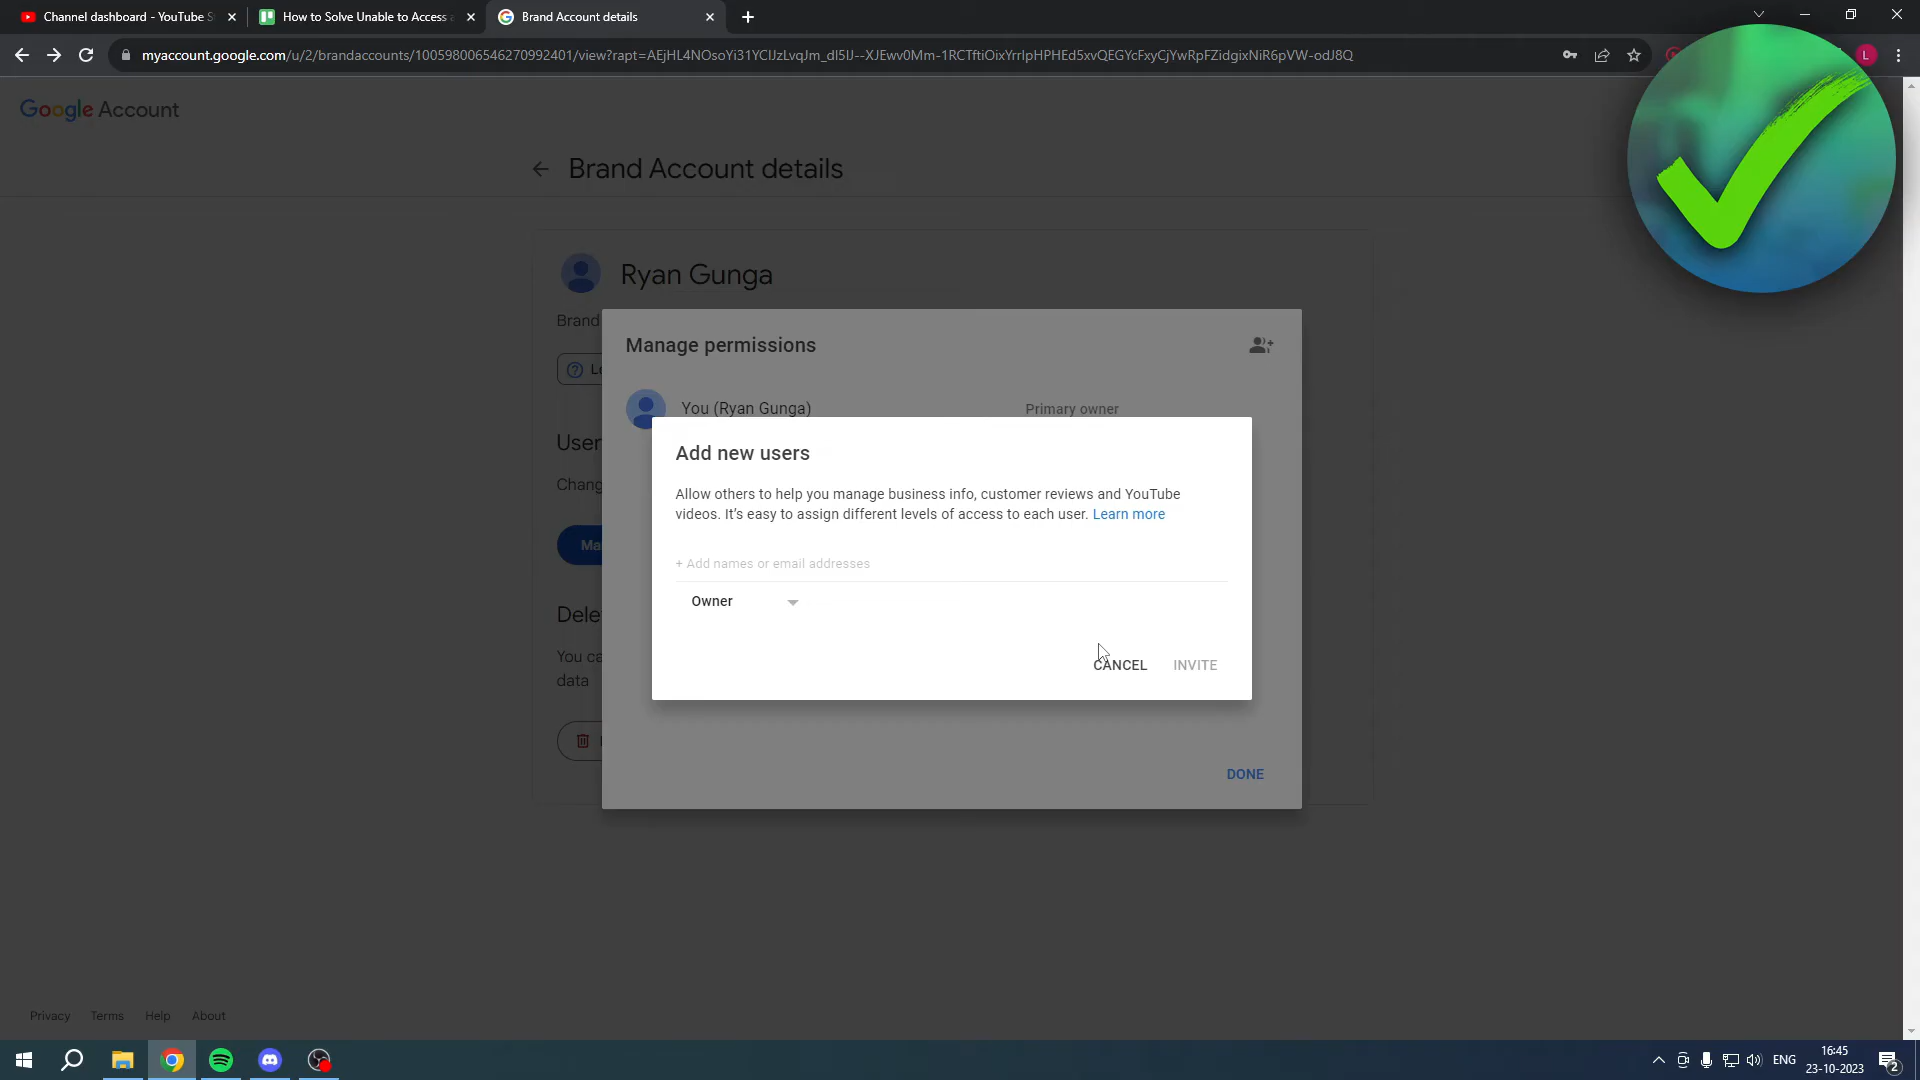 Channel dashboard - YouTube S
How to Solve Unable to Access
Brand Account details
myaccount.google.com/u/2/brandaccounts/100598006546270992401/view?rapt=AEjHL4NOsoYi31YClJzLvqJm_dl5lJ--XJEwv0Mm-1RCTftiOixYrrIpHPHEd5xvQEGYcFxyCjYwRpFZidgixNiR6pVW-odJ8Q
L
Google Account
Brand Account details
Ryan Gunga
Brand
Manage permissions
You (Ryan Gunga)
Primary owner
User
Chang
Ma
Dele
You ca
data
Add new users
Allow others to help you manage business info, customer reviews and YouTube
videos. It's easy to assign different levels of access to each user. Learn more
+ Add names or email addresses
Owner
CANCEL INVITE
DONE
Privacy Terms Help About
ENG
16:45
23-10-2023
2